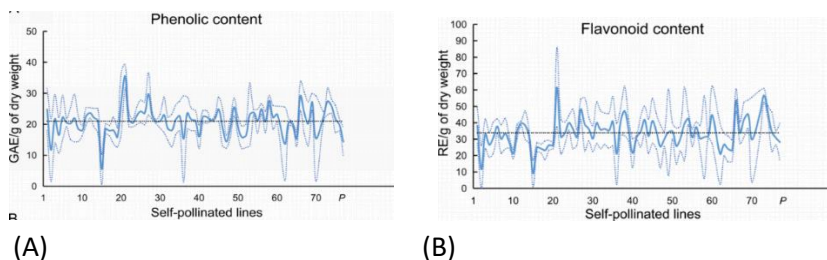 Phenolic content
GAE/g of dry weight
50
40
30
20
10
0
1 10 20 30 40 50 60 70 P
Self-pollinated lines
B
(A)
Flavonoid content
RE/g of dry weight
100
90
80
70
60
50
40
30
20
10
0
1 10 20 30 40 50 60 70 P
Self-pollinated lines
(B)